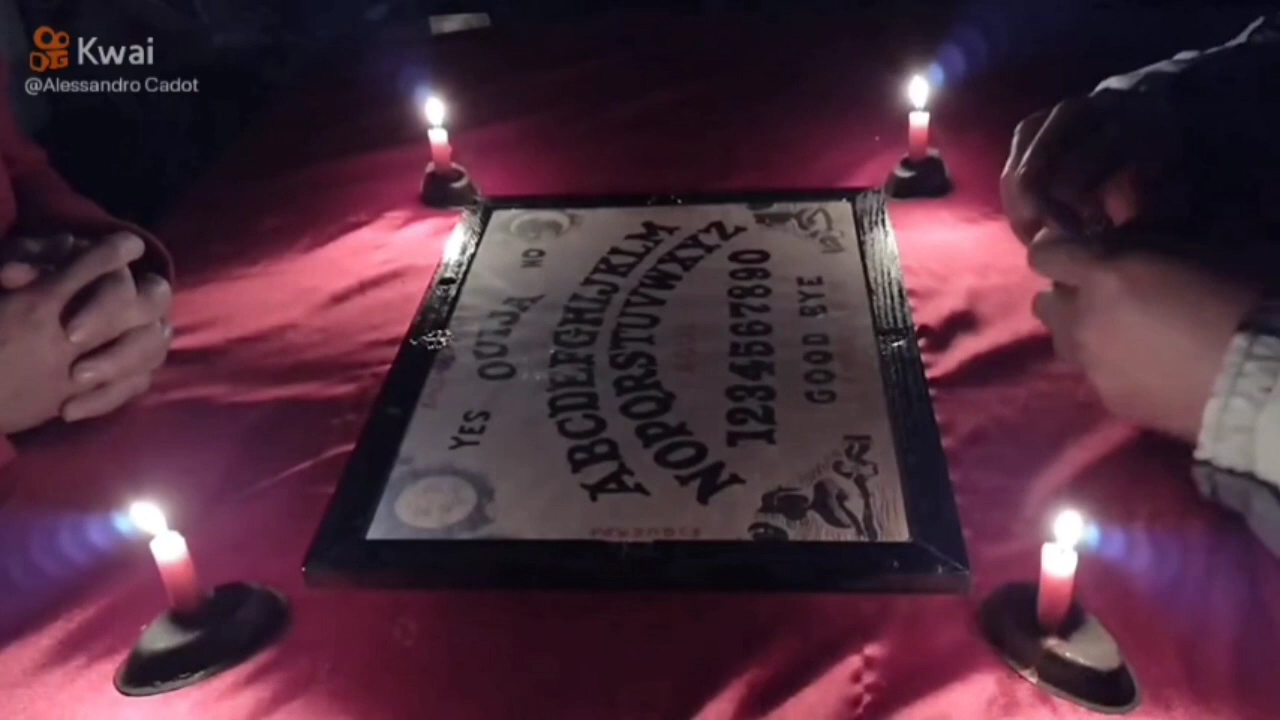 Kwai
@Alessandro Cadot
YES OUIJA NO
ABCDEFGHIJKLM
NOPQRSTUVWXYZ
1234567890
GOOD BYE